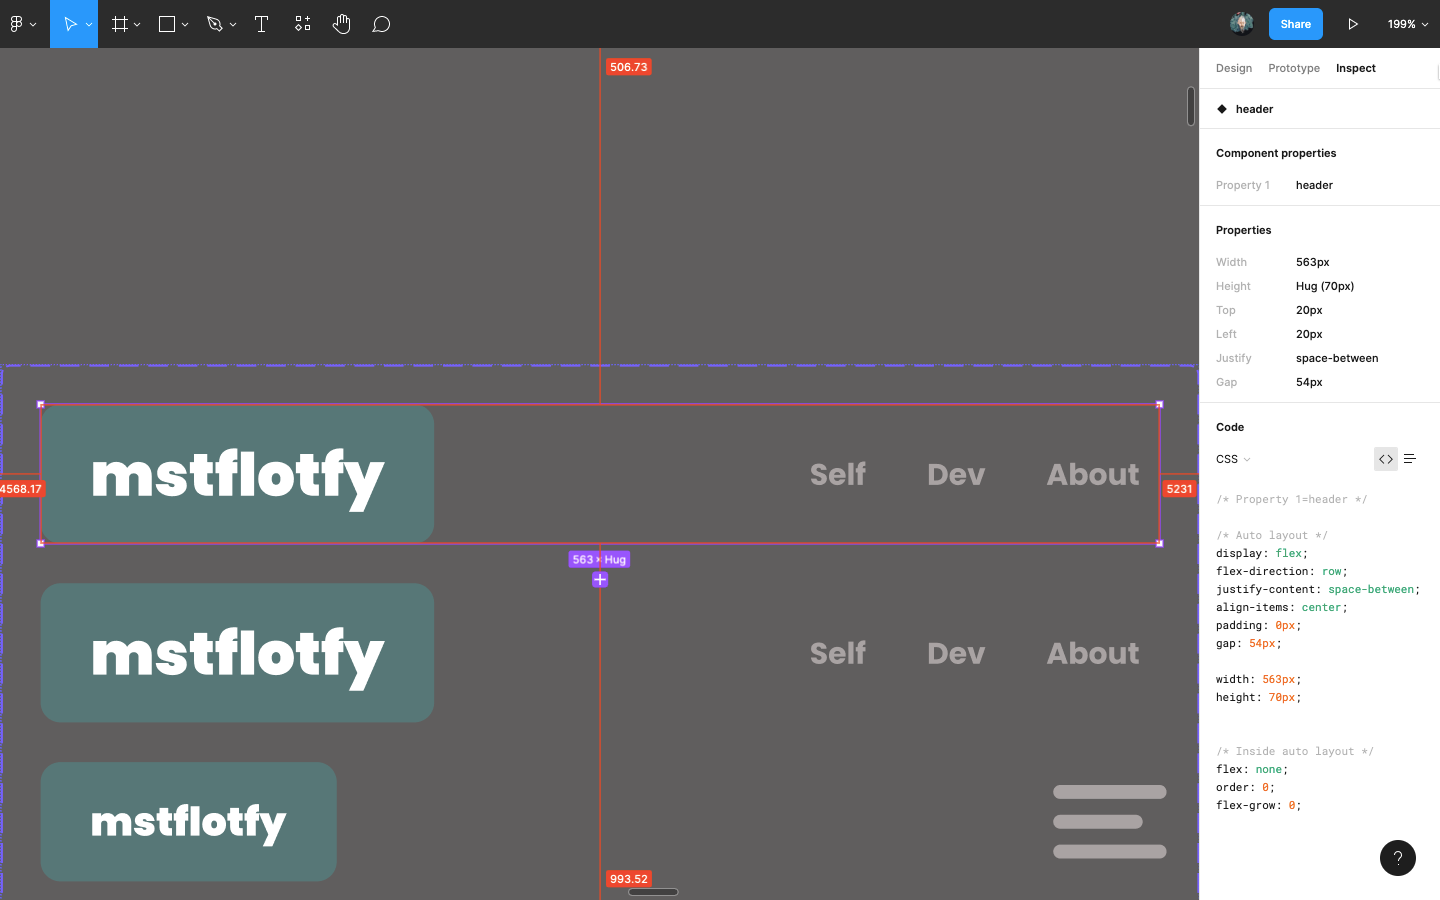 Share
199%
506.73
Design Prototype Inspect
header
Component properties
Property 1 header
Properties
Width 563px
Height Hug (70px)
Top 20px
Left 20px
Justify space-between
Gap 54px
mstflotfy Self Dev About
4568.17
5231
563 × Hug
Code
CSS
/* Property 1=header */
/* Auto layout */
display: flex;
flex-direction: row;
justify-content: space-between;
align-items: center;
padding: 0px;
gap: 54px;
width: 563px;
height: 70px;
/* Inside auto layout */
flex: none;
order: 0;
flex-grow: 0;
mstflotfy Self Dev About
mstflotfy
993.52
?